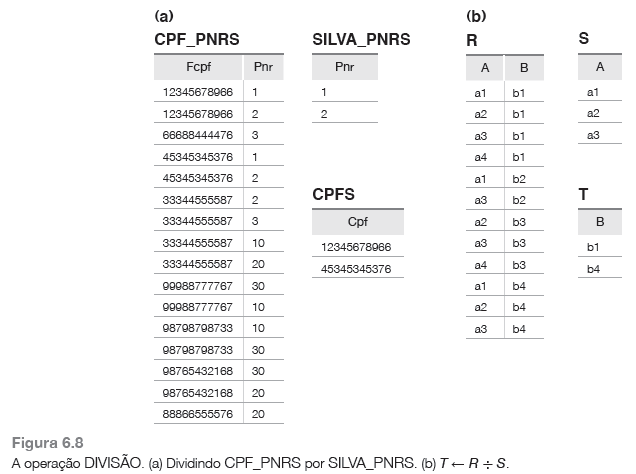 (a)
CPF_PNRS
Fcpf Pnr
12345678966 1
12345678966 2
66688444476 3
45345345376 1
45345345376 2
33344555587 2
33344555587 3
33344555587 10
33344555587 20
99988777767 30
99988777767 10
98798798733 10
98798798733 30
98765432168 30
98765432168 20
88866555576 20
SILVA_PNRS
Pnr
1
2
CPFS
Cpf
12345678966
45345345376
(b)
R
A B
a1 b1
a2 b1
a3 b1
a4 b1
a1 b2
a3 b2
a2 b3
a3 b3
a4 b3
a1 b4
a2 b4
a3 b4
S
A
a1
a2
a3
T
B
b1
b4
Figura 6.8
A operação DIVISÃO. (a) Dividindo CPF_PNRS por SILVA_PNRS. (b) T ← R ÷ S.